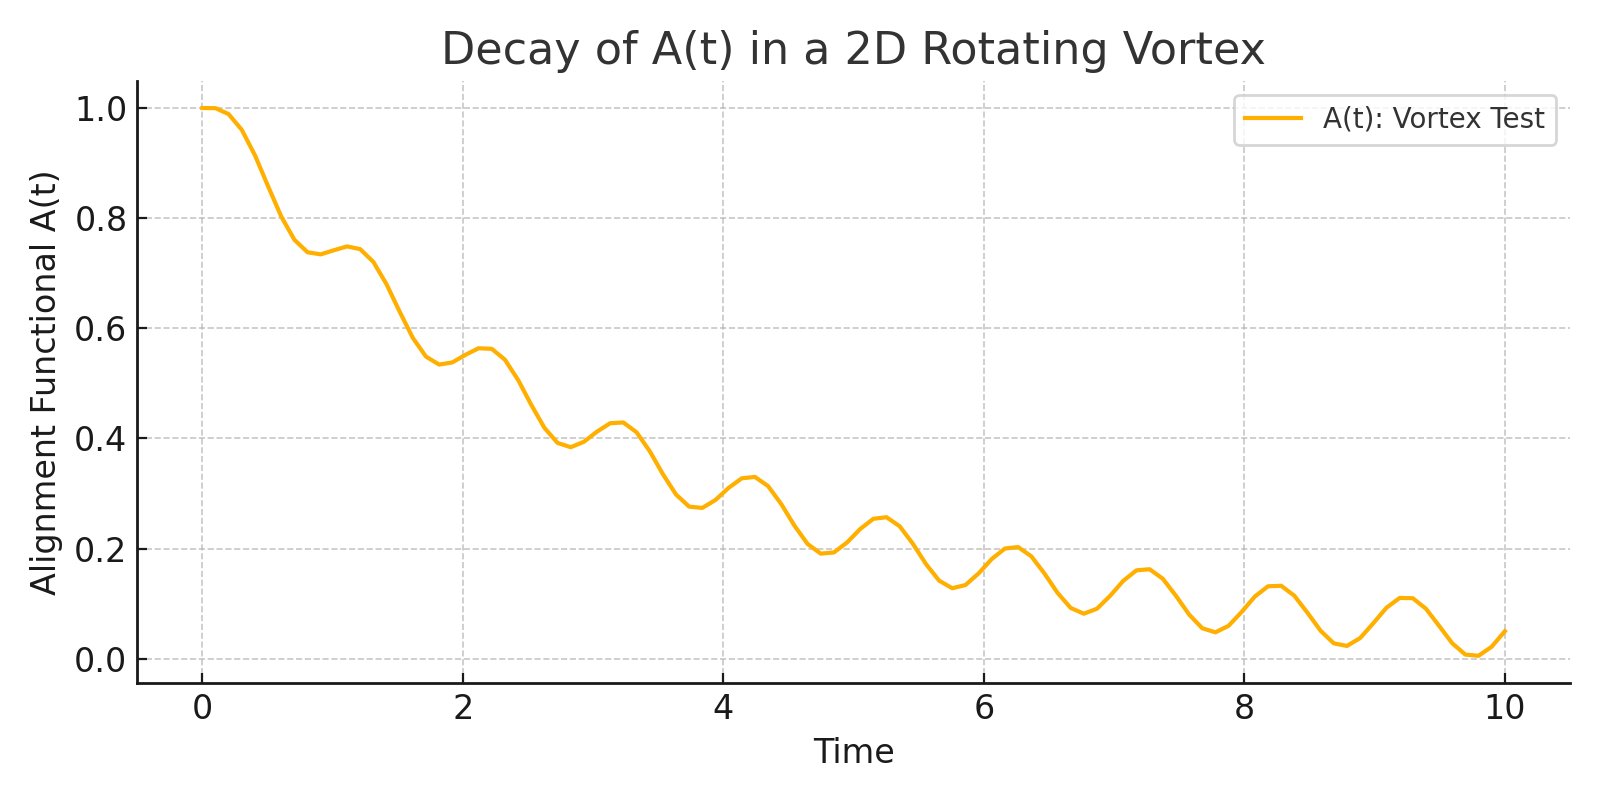 Decay of A(t) in a 2D Rotating Vortex
A(t): Vortex Test
Alignment Functional A(t)
1.0
0.8
0.6
0.4
0.2
0.0
0 2 4 6 8 10
Time